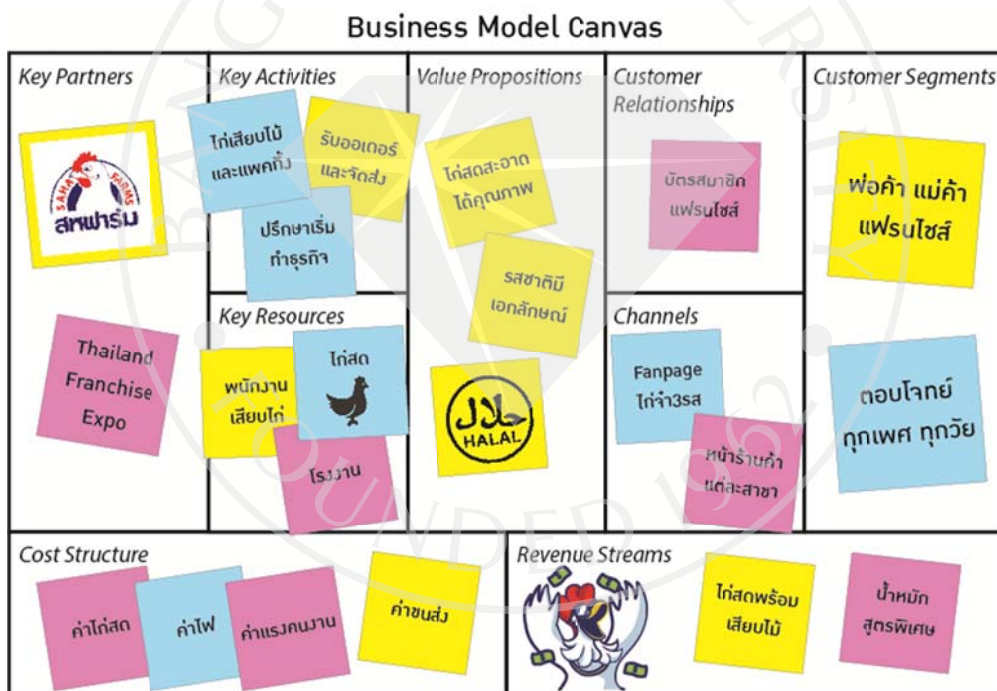 Business Model Canvas
Key Partners
SAHA FARMS
สหฟาร์ม
Thailand
Franchise
Expo
Key Activities
ไก่เสียบไม้
และแพคกิ้ง
รับออเดอร์
และจัดส่ง
ปรึกษาเริ่ม
ทำธุรกิจ
Key Resources
พนักงาน
เสียบไก่
ไก่สด
โรงงาน
Value Propositions
ไก่สดสะอาด
ได้คุณภาพ
รสชาติมี
เอกลักษณ์
حلال
HALAL
Customer
Relationships
บัตรสมาชิก
แฟรนไชส์
Channels
Fanpage
ไก่จ๋า3รส
หน้าร้านค้า
แต่ละสาขา
Customer Segments
พ่อค้า แม่ค้า
แฟรนไชส์
ตอบโจทย์
ทุกเพศ ทุกวัย
Cost Structure
ค่าไก่สด
ค่าไฟ
ค่าแรงคนงาน
ค่าขนส่ง
Revenue Streams
ไก่สดพร้อม
เสียบไม้
น้ำหมัก
สูตรพิเศษ
FOUNDED 1962